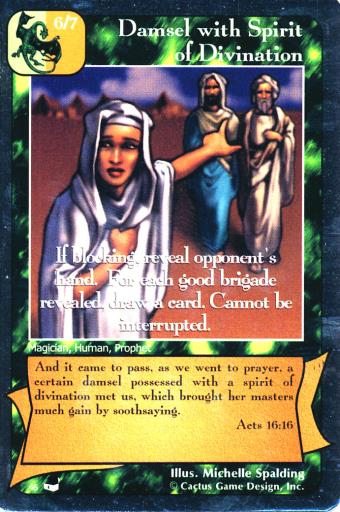 6/7
Damsel with Spirit
of Divination
If blocking, reveal opponent's
hand. For each good brigade
revealed, draw a card. Cannot be
interrupted.
Magician, Human, Prophet
And it came to pass, as we went to prayer, a
certain damsel possessed with a spirit of
divination met us, which brought her masters
much gain by soothsaying.
Acts 16:16
Illus. Michelle Spalding
© Cactus Game Design, Inc.